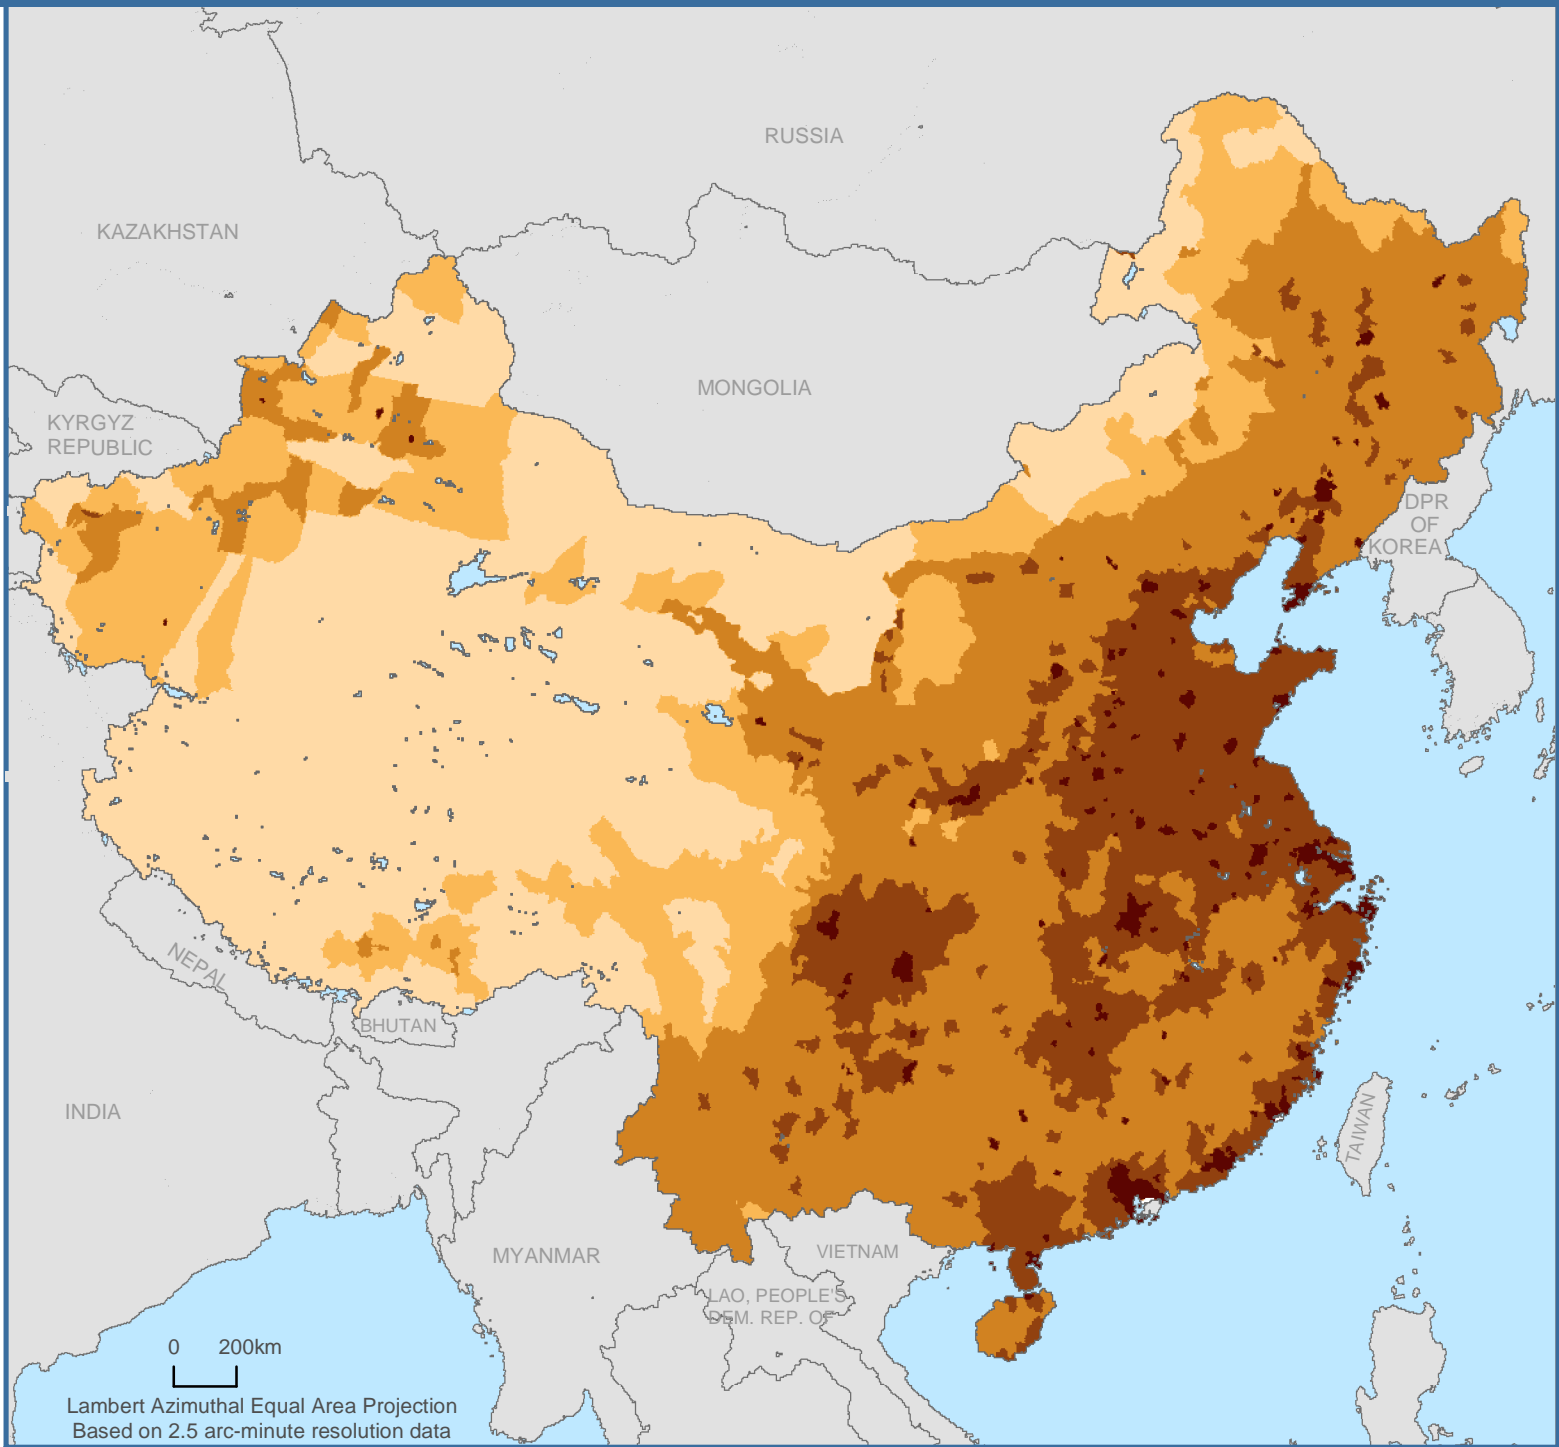 RUSSIA
KAZAKHSTAN
MONGOLIA
KYRGYZ
REPUBLIC
DPR
OF
KOREA
NEPAL
BHUTAN
INDIA
TAIWAN
MYANMAR
VIETNAM
LAO, PEOPLE'S
DEM. REP. OF
0 200km
Lambert Azimuthal Equal Area Projection
Based on 2.5 arc-minute resolution data